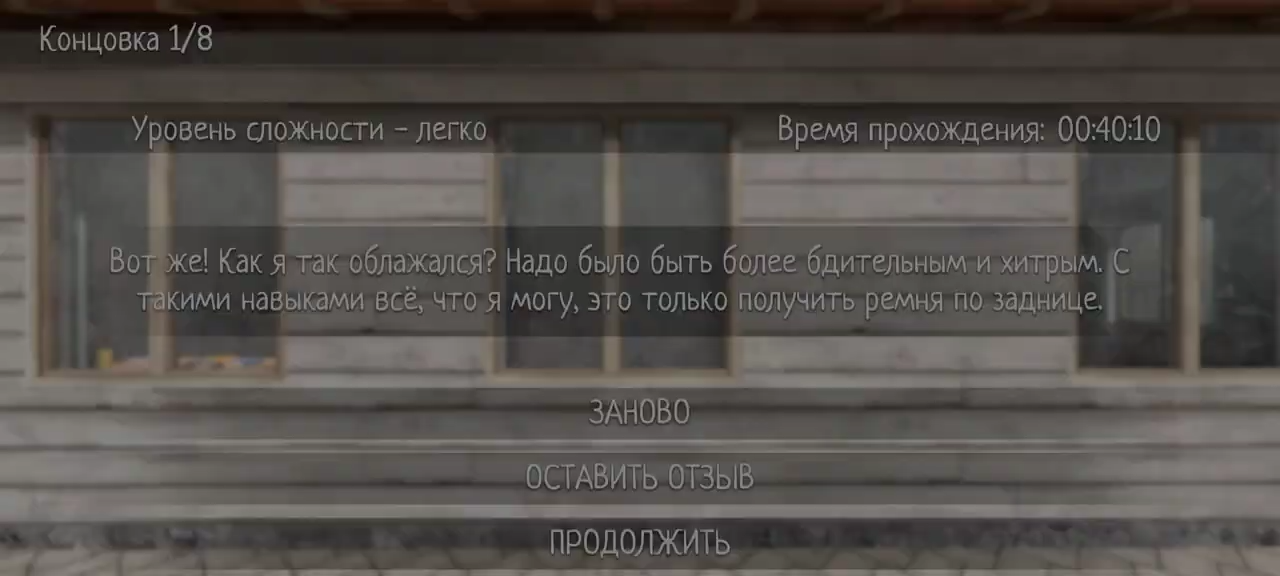 Концовка 1/8
Уровень сложности – легко
Время прохождения: 00:40:10
Вот же! Как я так облажался? Надо было быть более бдительным и хитрым. С
такими навыками всё, что я могу, это только получить ремня по заднице.
ЗАНОВО
ОСТАВИТЬ ОТЗЫВ
ПРОДОЛЖИТЬ